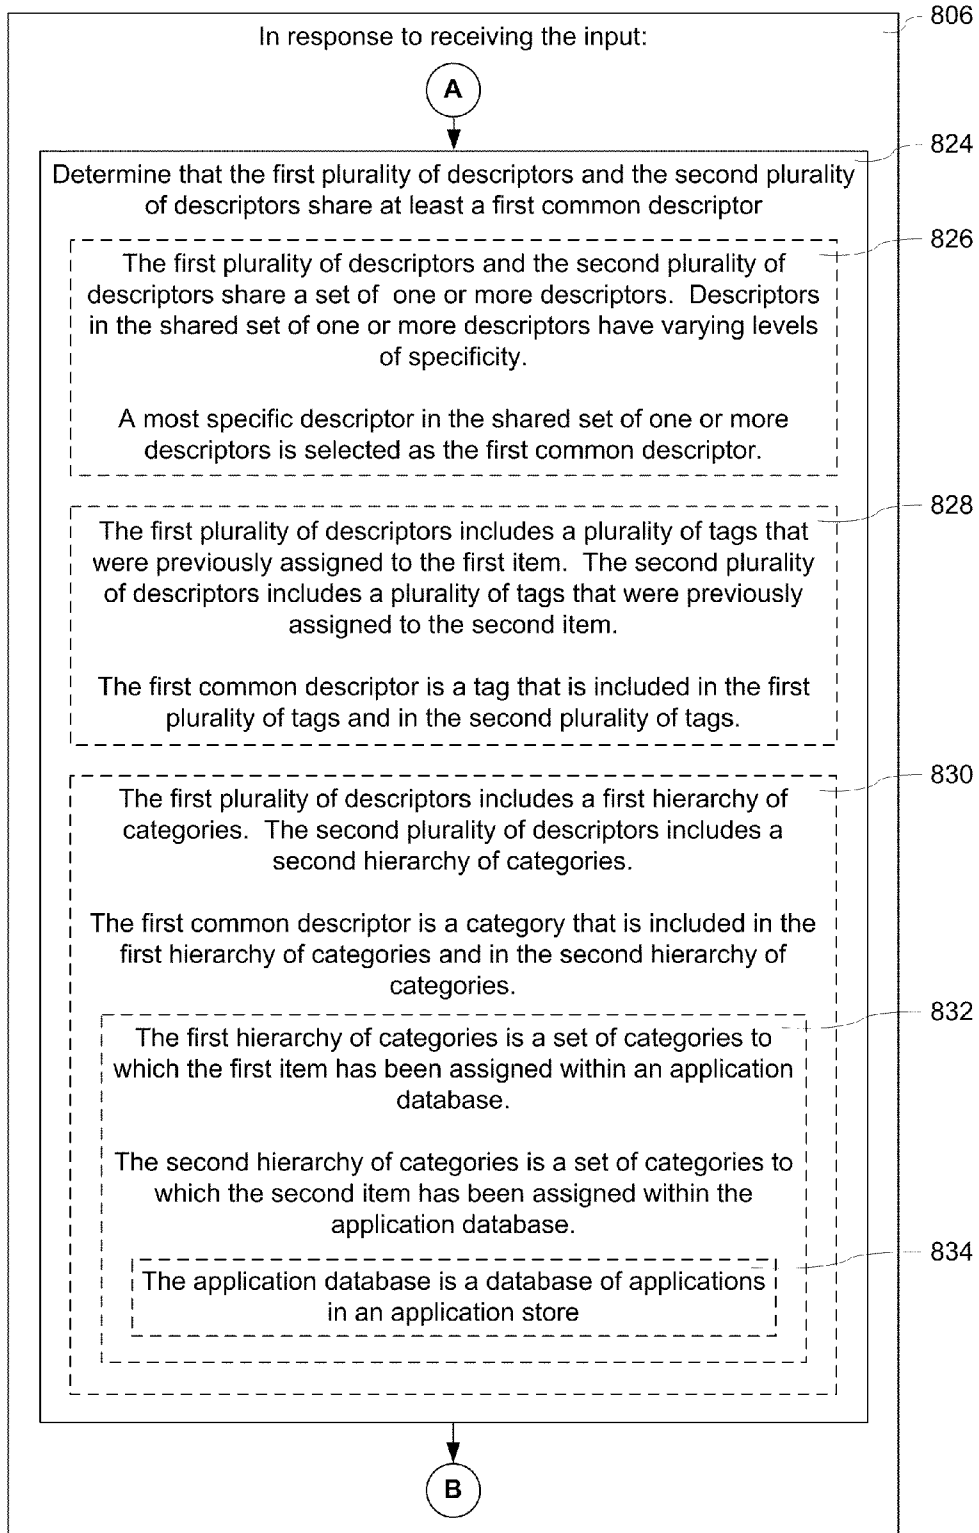 806
In response to receiving the input:
A
824
Determine that the first plurality of descriptors and the second plurality
of descriptors share at least a first common descriptor
826
The first plurality of descriptors and the second plurality of
descriptors share a set of one or more descriptors. Descriptors
in the shared set of one or more descriptors have varying levels
of specificity.
A most specific descriptor in the shared set of one or more
descriptors is selected as the first common descriptor.
828
The first plurality of descriptors includes a plurality of tags that
were previously assigned to the first item. The second plurality
of descriptors includes a plurality of tags that were previously
assigned to the second item.
The first common descriptor is a tag that is included in the first
plurality of tags and in the second plurality of tags.
830
The first plurality of descriptors includes a first hierarchy of
categories. The second plurality of descriptors includes a
second hierarchy of categories.
The first common descriptor is a category that is included in the
first hierarchy of categories and in the second hierarchy of
categories.
832
The first hierarchy of categories is a set of categories to
which the first item has been assigned within an application
database.
The second hierarchy of categories is a set of categories to
which the second item has been assigned within the
application database.
834
The application database is a database of applications
in an application store
B